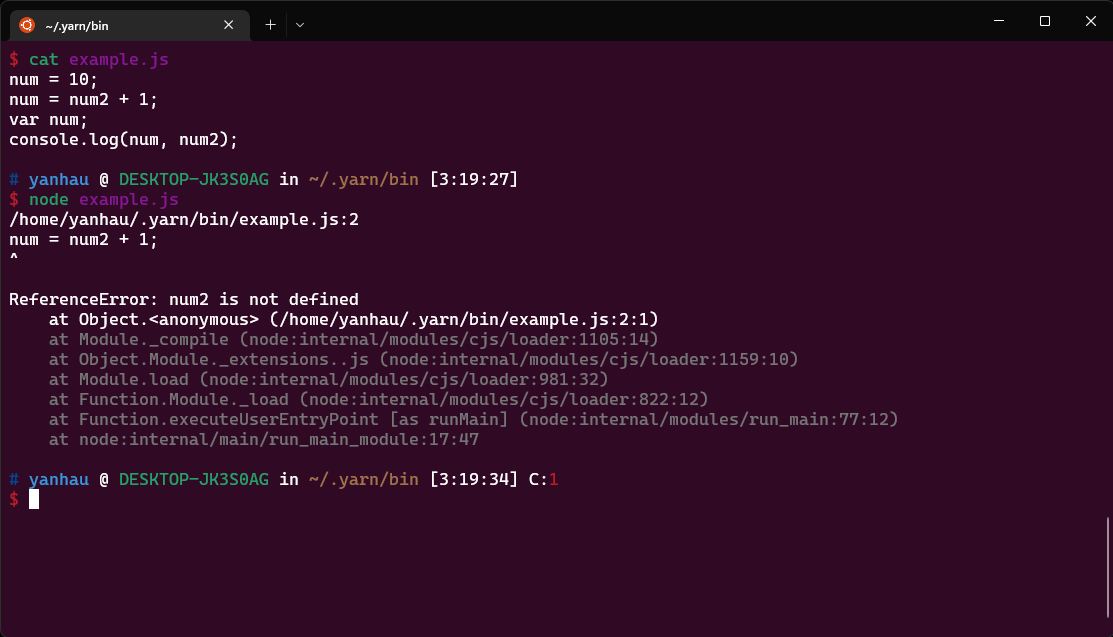 ~/.yarn/bin
$ cat example.js
num = 10;
num = num2 + 1;
var num;
console.log(num, num2);
# yanhau @ DESKTOP-JK3S0AG in ~/.yarn/bin [3:19:27]
$ node example.js
/home/yanhau/.yarn/bin/example.js:2
num = num2 + 1;
^
ReferenceError: num2 is not defined
    at Object.<anonymous> (/home/yanhau/.yarn/bin/example.js:2:1)
    at Module._compile (node:internal/modules/cjs/loader:1105:14)
    at Object.Module._extensions..js (node:internal/modules/cjs/loader:1159:10)
    at Module.load (node:internal/modules/cjs/loader:981:32)
    at Function.Module._load (node:internal/modules/cjs/loader:822:12)
    at Function.executeUserEntryPoint [as runMain] (node:internal/modules/run_main:77:12)
    at node:internal/main/run_main_module:17:47
# yanhau @ DESKTOP-JK3S0AG in ~/.yarn/bin [3:19:34] C:1
$